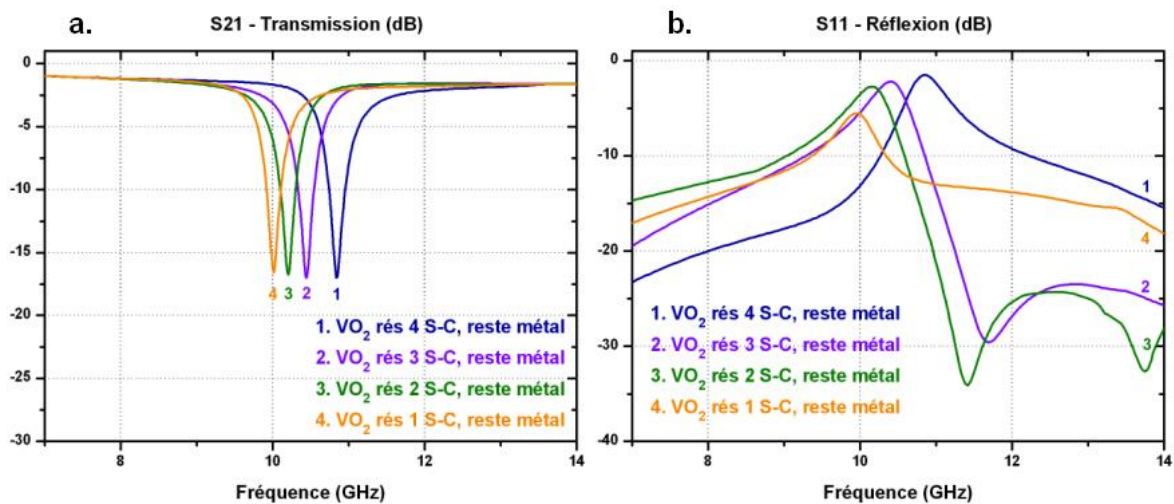 a.
S21 - Transmission (dB)
0
-5
-10
-15
-20
-25
-30
8
10
12
14
4
3
2
1
1. VO2 rés 4 S-C, reste métal
2. VO2 rés 3 S-C, reste métal
3. VO2 rés 2 S-C, reste métal
4. VO2 rés 1 S-C, reste métal
Fréquence (GHz)
b.
S11 - Réflexion (dB)
0
-10
-20
-30
-40
8
10
12
14
1
4
2
3
1. VO2 rés 4 S-C, reste métal
2. VO2 rés 3 S-C, reste métal
3. VO2 rés 2 S-C, reste métal
4. VO2 rés 1 S-C, reste métal
Fréquence (GHz)